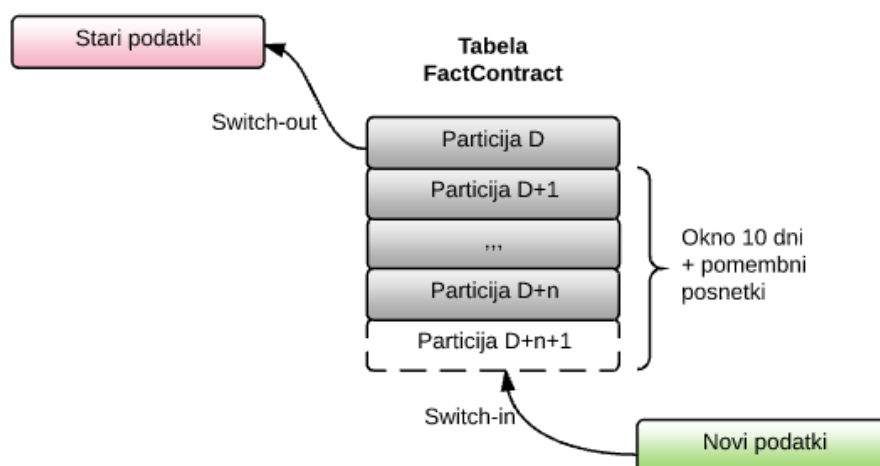 Stari podatki
Tabela
FactContract
Switch-out
Particija D
Particija D+1
,,,
Particija D+n
Particija D+n+1
Okno 10 dni
+ pomembni
posnetki
Switch-in
Novi podatki